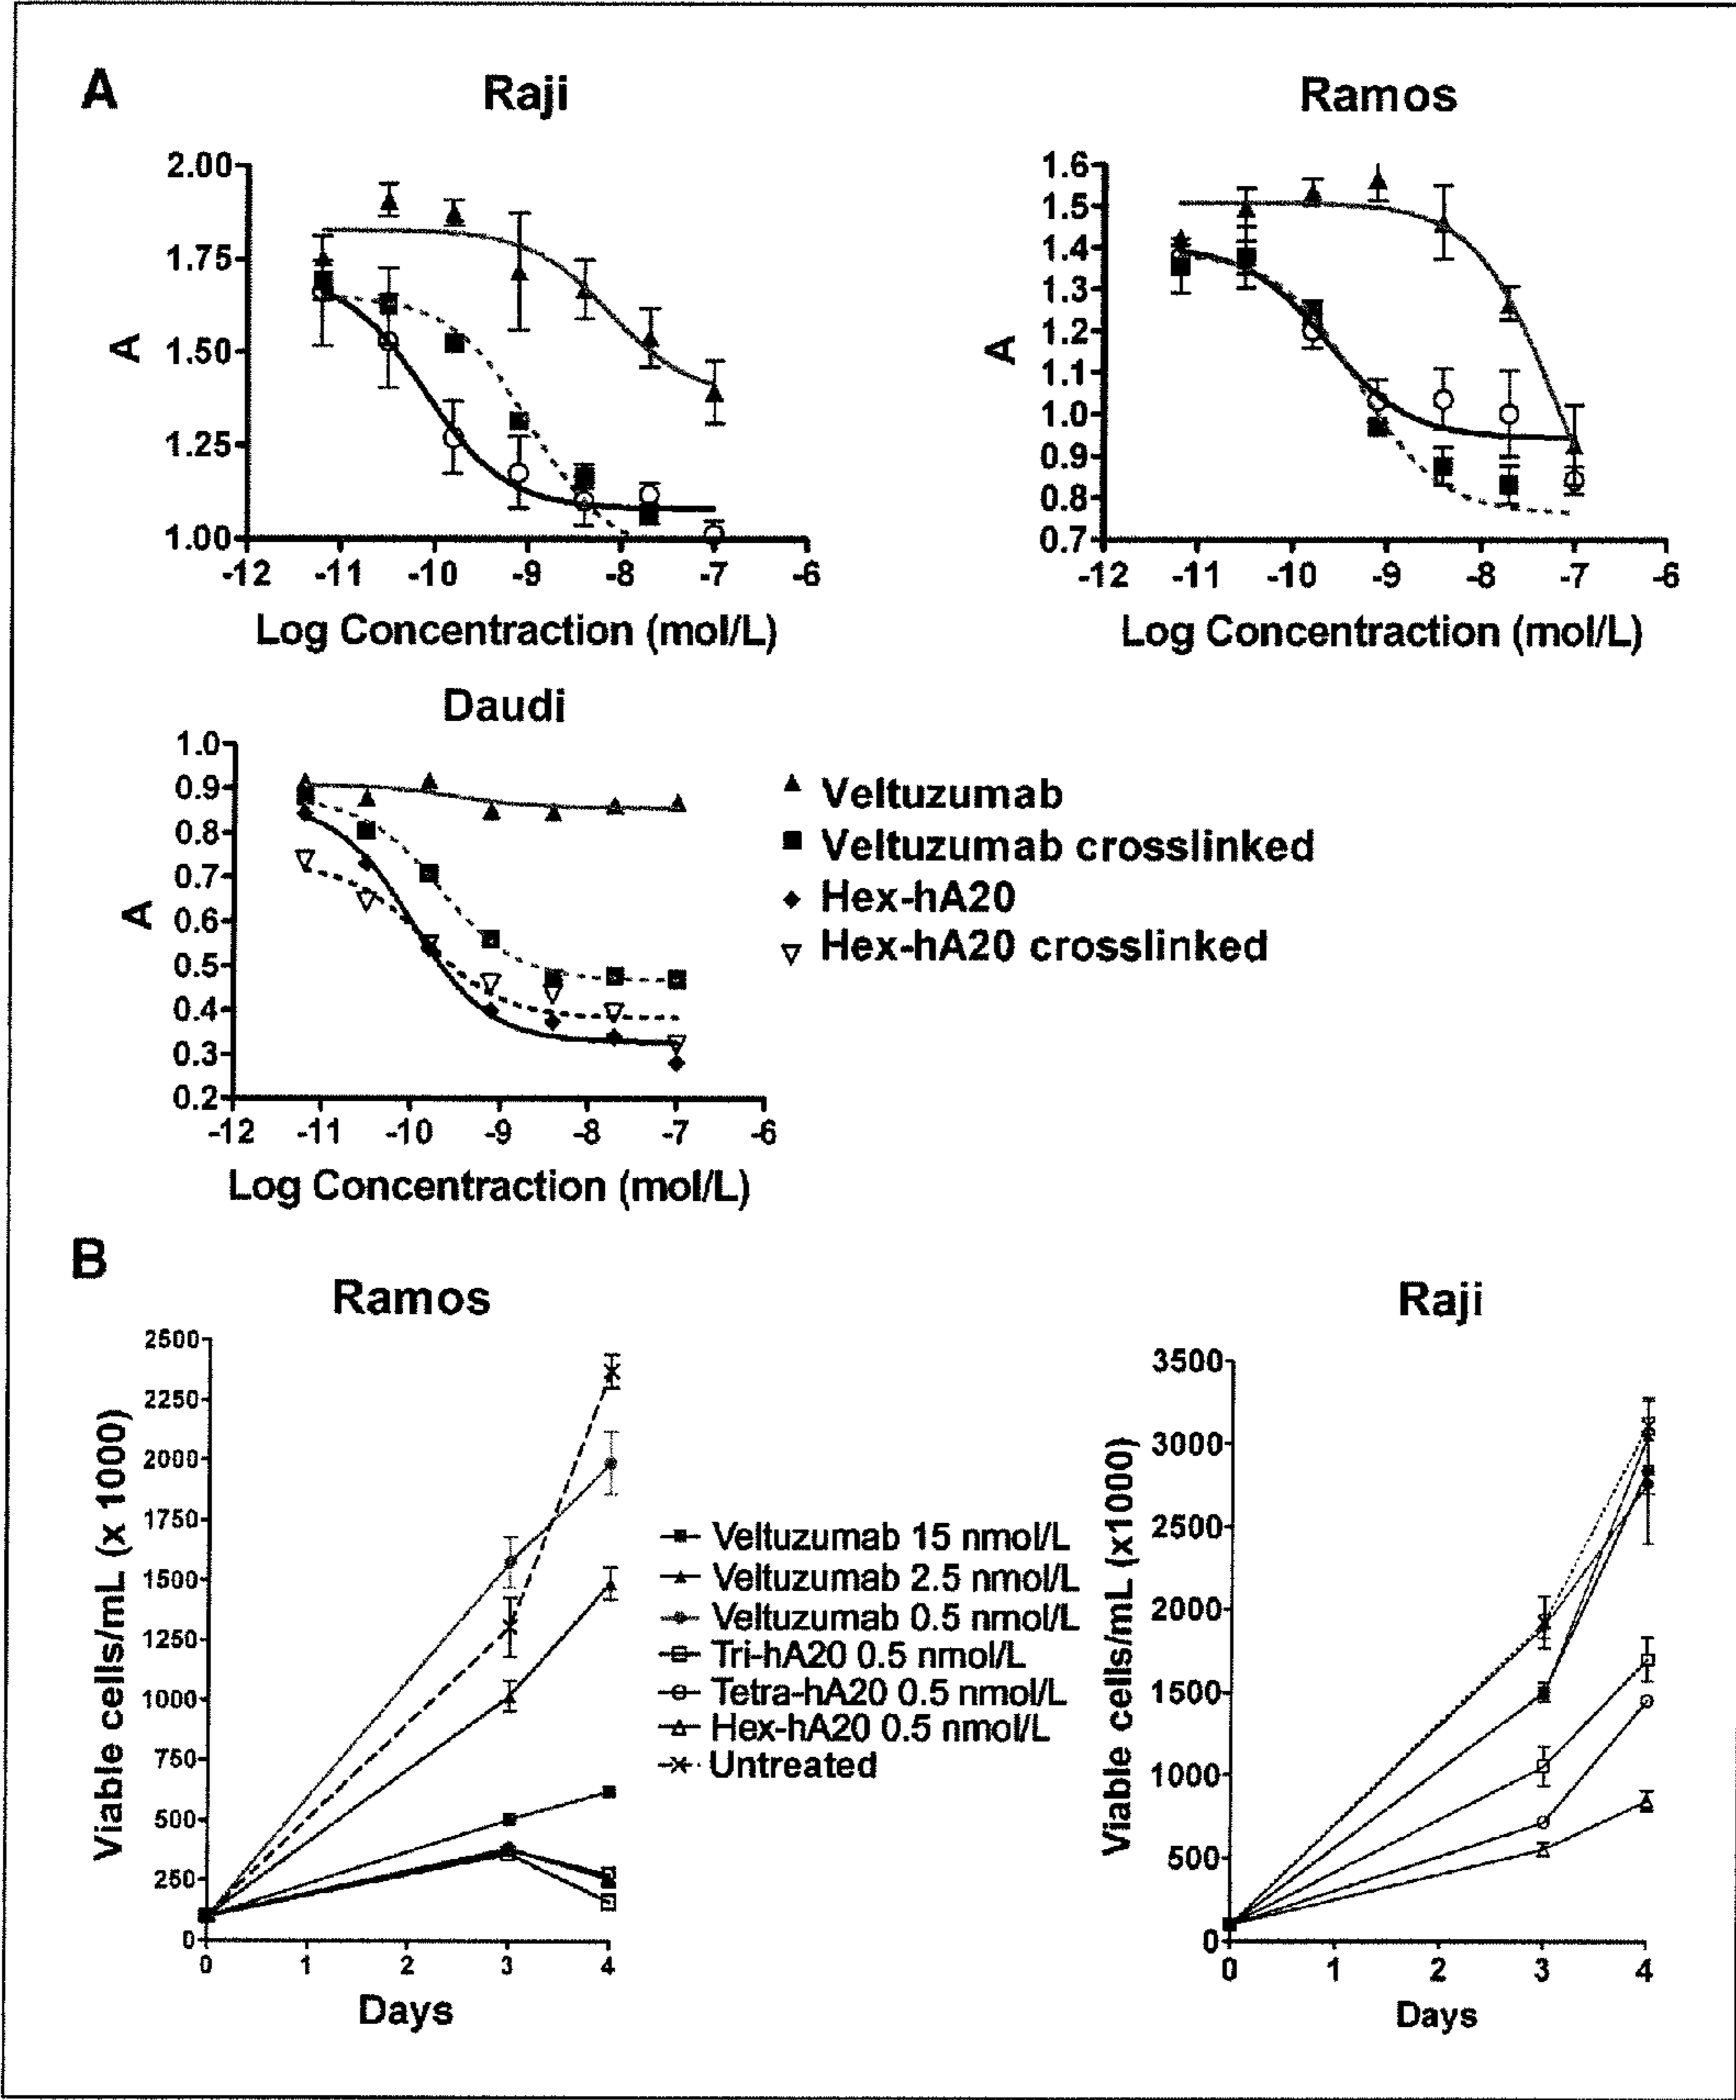 A
Raji
Ramos
2.00
1.75
1.50
1.25
1.00
A
-12 -11 -10 -9 -8 -7 -6
Log Concentraction (mol/L)
1.6
1.5
1.4
1.3
1.2
1.1
1.0
0.9
0.8
0.7
A
-12 -11 -10 -9 -8 -7 -6
Log Concentraction (mol/L)
Daudi
1.0
0.9
0.8
0.7
0.6
0.5
0.4
0.3
0.2
A
-12 -11 -10 -9 -8 -7 -6
Log Concentraction (mol/L)
Veltuzumab
Veltuzumab crosslinked
Hex-hA20
Hex-hA20 crosslinked
B
Ramos
2500
2250
2000
1750
1500
1250
1000
750
500
250
0
Viable cells/mL (x 1000)
0 1 2 3 4
Days
Veltuzumab 15 nmol/L
Veltuzumab 2.5 nmol/L
Veltuzumab 0.5 nmol/L
Tri-hA20 0.5 nmol/L
Tetra-hA20 0.5 nmol/L
Hex-hA20 0.5 nmol/L
Untreated
Raji
3500
3000
2500
2000
1500
1000
500
0
Viable cells/mL (x1000)
0 1 2 3 4
Days